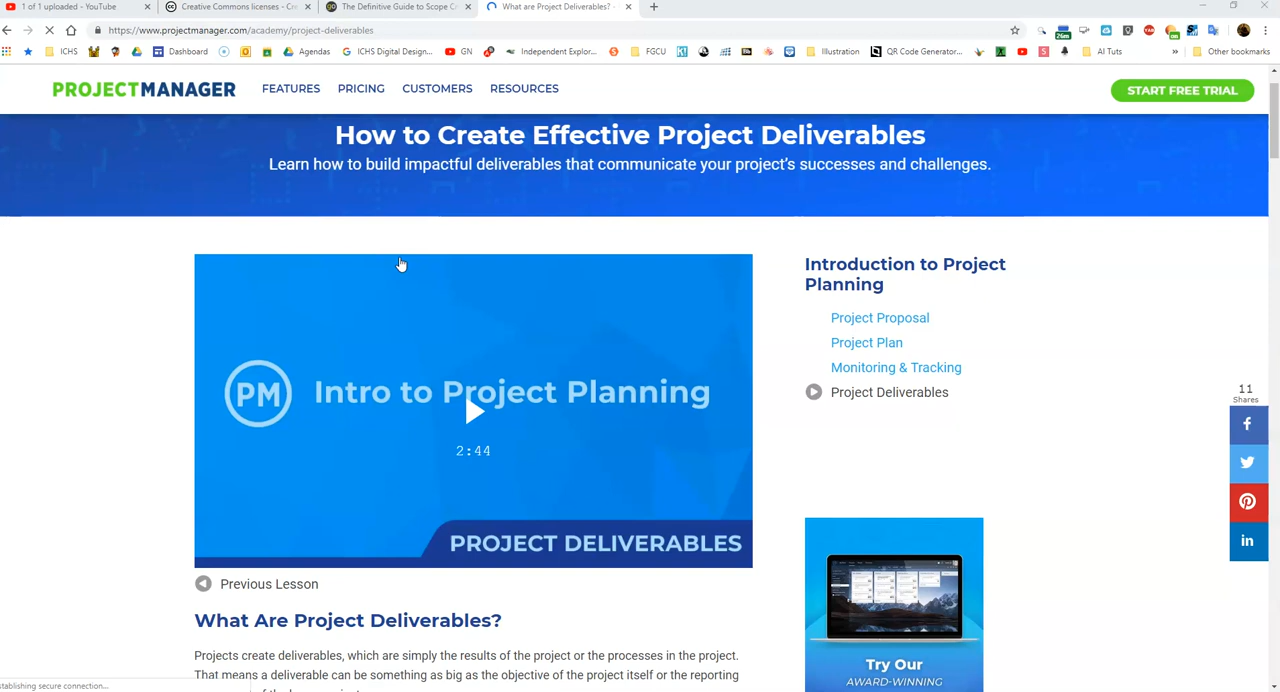 1 of 1 uploaded - YouTube
Creative Commons licenses - Cre
The Definitive Guide to Scope C
What are Project Deliverables? -
https://www.projectmanager.com/academy/project-deliverables
ICHS
Dashboard
Agendas
ICHS Digital Design...
GN
Independent Explor...
FGCU
Illustration
QR Code Generator...
AI Tuts
Other bookmarks
PROJECTMANAGER
FEATURES
PRICING
CUSTOMERS
RESOURCES
START FREE TRIAL
How to Create Effective Project Deliverables
Learn how to build impactful deliverables that communicate your project's successes and challenges.
PM
Intro to Project Planning
2:44
PROJECT DELIVERABLES
Introduction to Project
Planning
Project Proposal
Project Plan
Monitoring & Tracking
Project Deliverables
11
Shares
f
in
Previous Lesson
What Are Project Deliverables?
Projects create deliverables, which are simply the results of the project or the processes in the project.
That means a deliverable can be something as big as the objective of the project itself or the reporting
Try Our
AWARD-WINNING
stablishing secure connection...